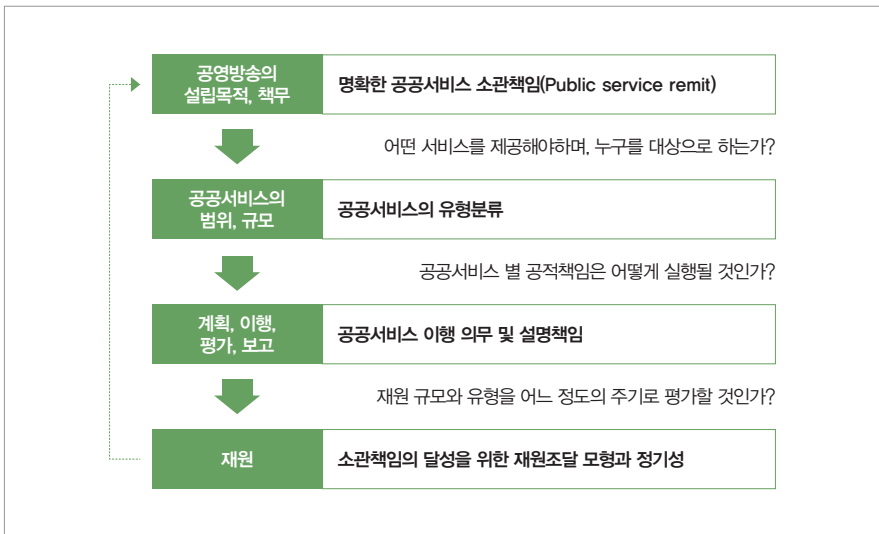 공영방송의
설립목적, 책무
명확한 공공서비스 소관책임(Public service remit)
어떤 서비스를 제공해야하며, 누구를 대상으로 하는가?
공공서비스의
범위, 규모
공공서비스의 유형분류
공공서비스 별 공적책임은 어떻게 실행될 것인가?
계획, 이행,
평가, 보고
공공서비스 이행 의무 및 설명책임
재원 규모와 유형을 어느 정도의 주기로 평가할 것인가?
재원
소관책임의 달성을 위한 재원조달 모형과 정기성